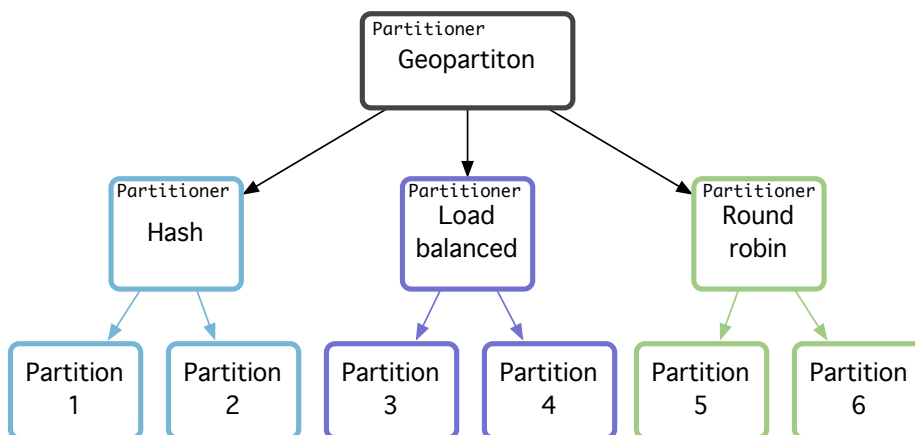 Partitioner
Geopartiton
Partitioner
Hash
Partitioner
Load
balanced
Partitioner
Round
robin
Partition
1
Partition
2
Partition
3
Partition
4
Partition
5
Partition
6